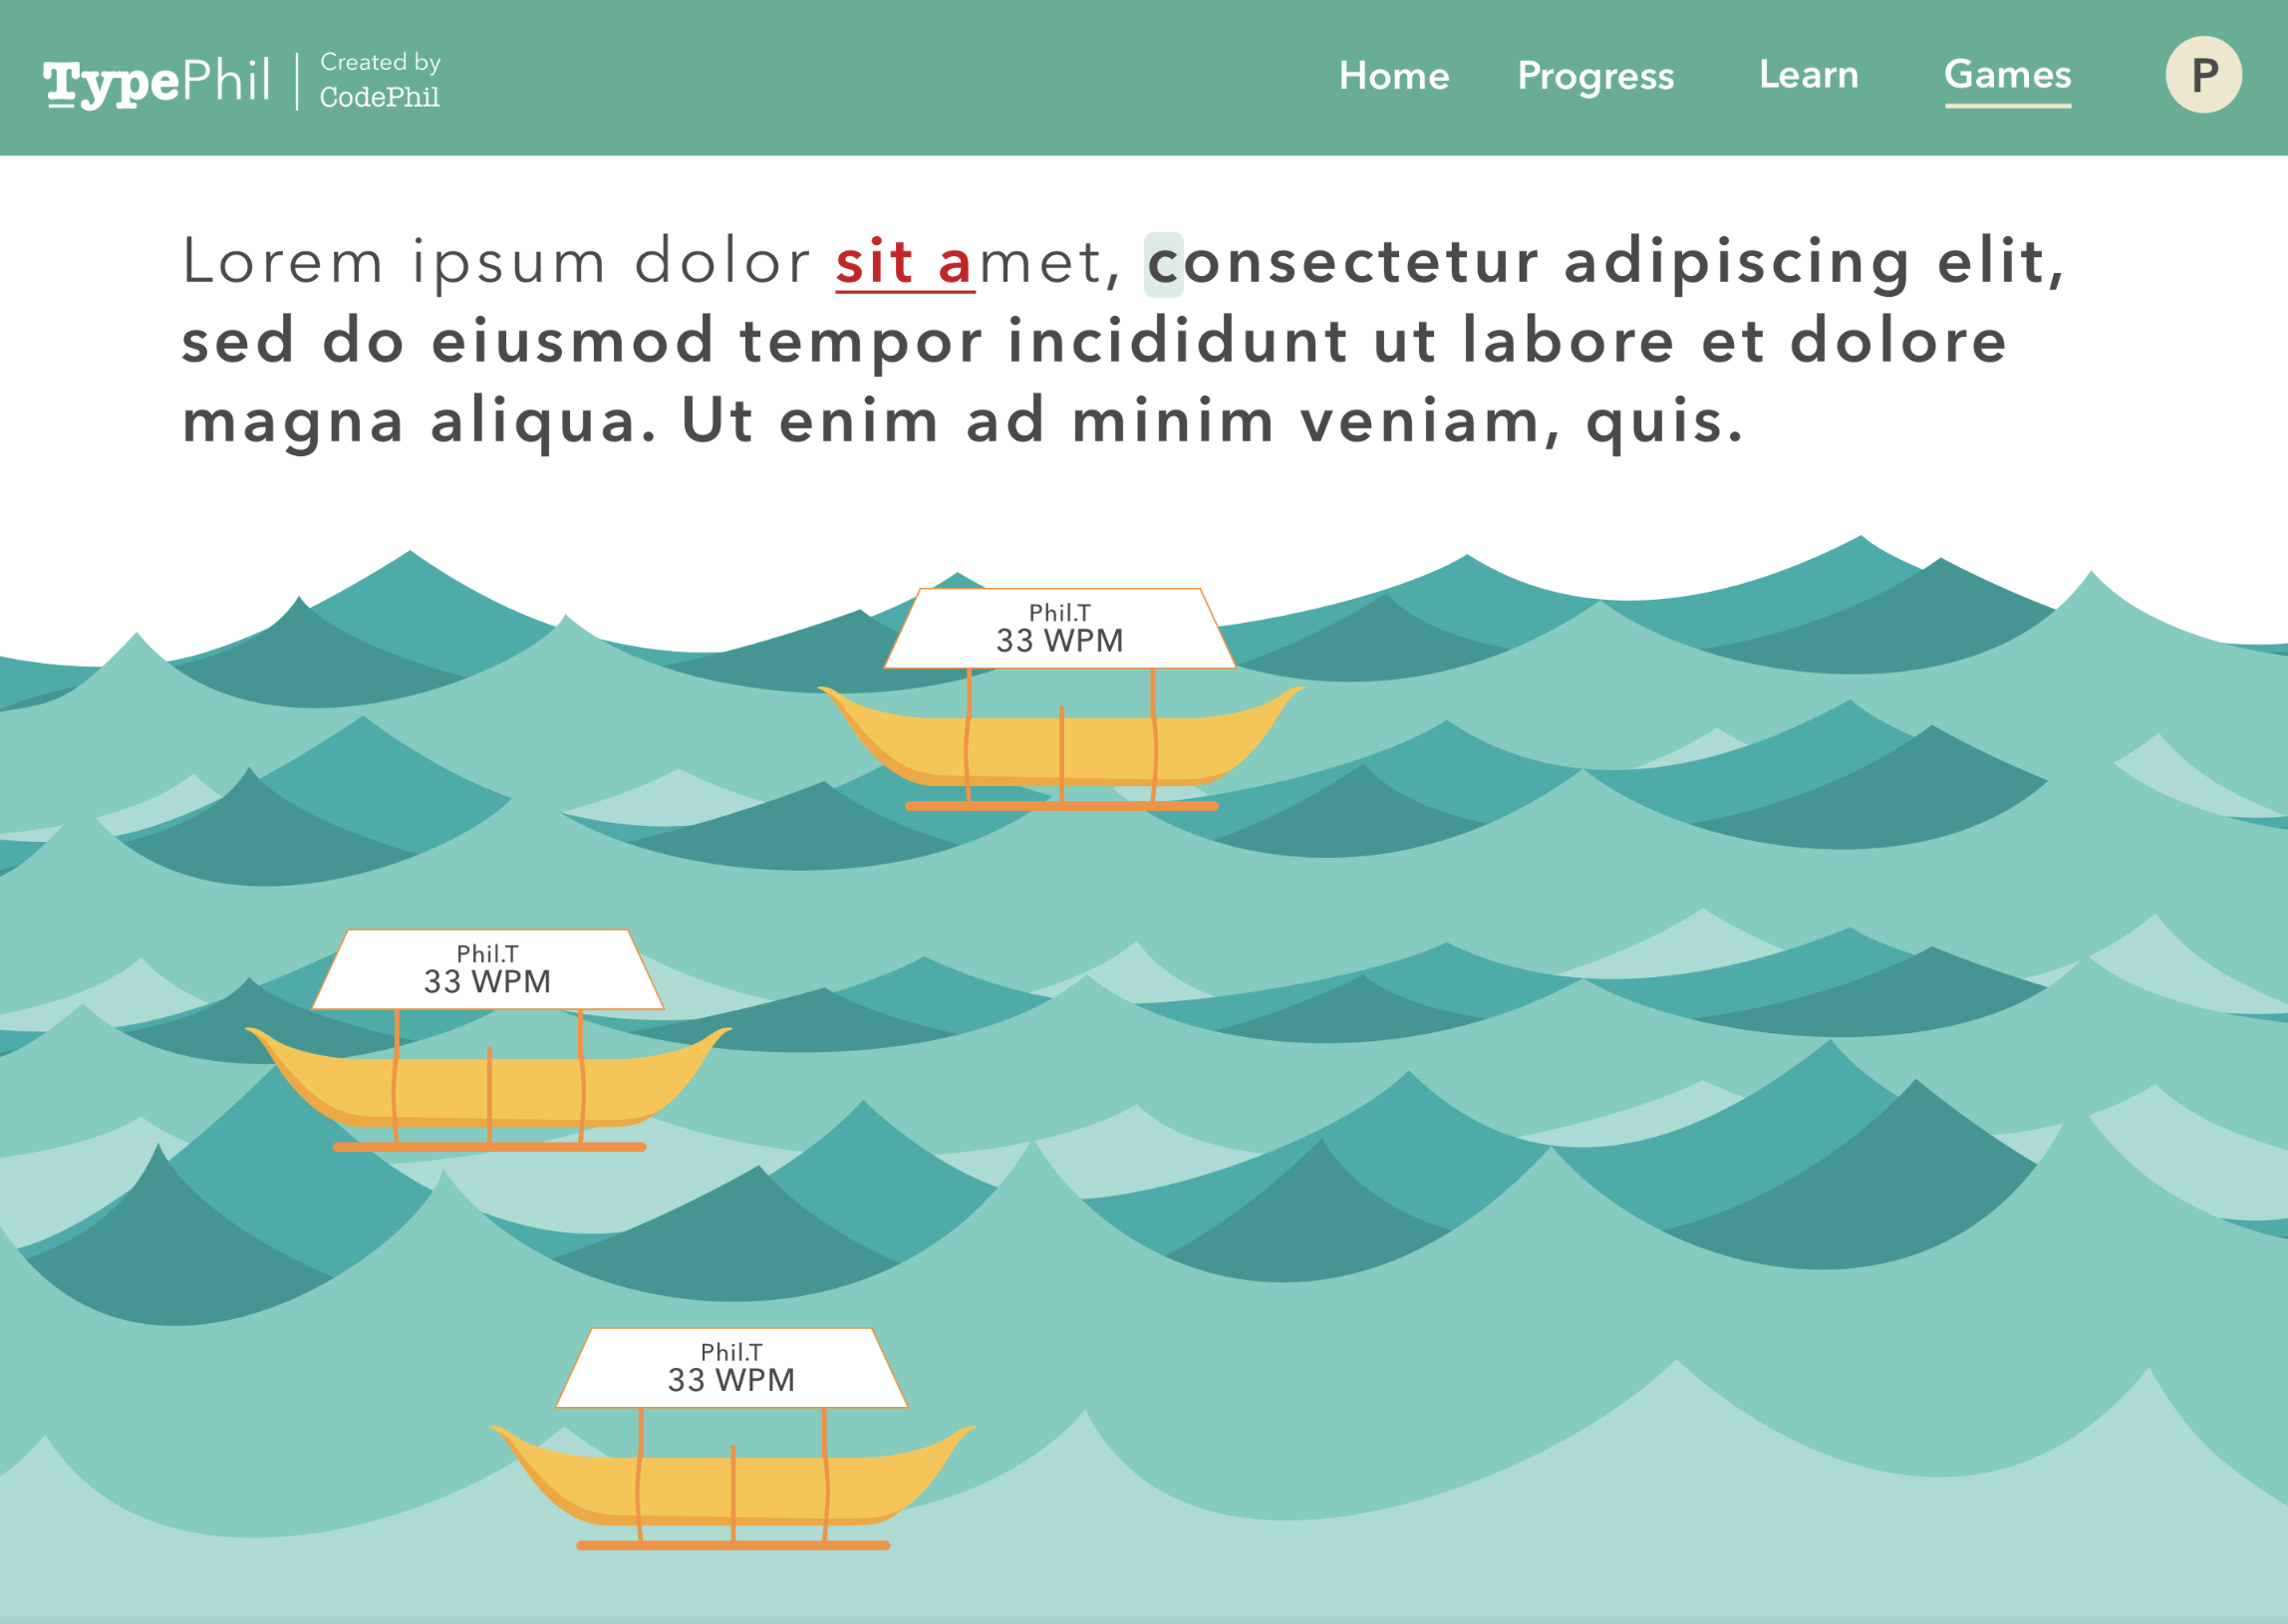 TypePhil
Created by
CodePhil
Home Progress Learn Games P
Lorem ipsum dolor sit amet, consectetur adipiscing elit,
sed do eiusmod tempor incididunt ut labore et dolore
magna aliqua. Ut enim ad minim veniam, quis.
Phil.T
33 WPM
Phil.T
33 WPM
Phil.T
33 WPM